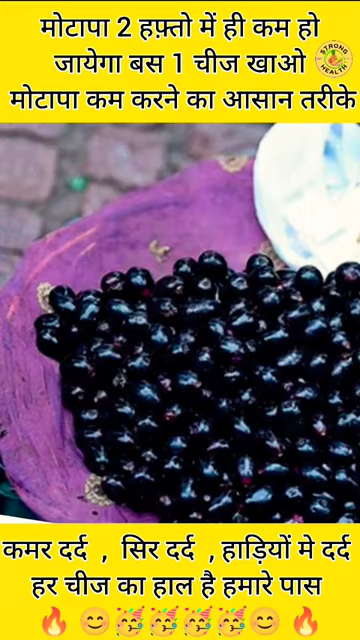 मोटापा 2 हफ़्तो में ही कम हो
जायेगा बस 1 चीज खाओ
STRONG
HEALTH
मोटापा कम करने का आसान तरीके
कमर दर्द , सिर दर्द , हाड़ियों मे दर्द
हर चीज का हाल है हमारे पास
🔥 😊🥳🥳🥳🥳😊 🔥